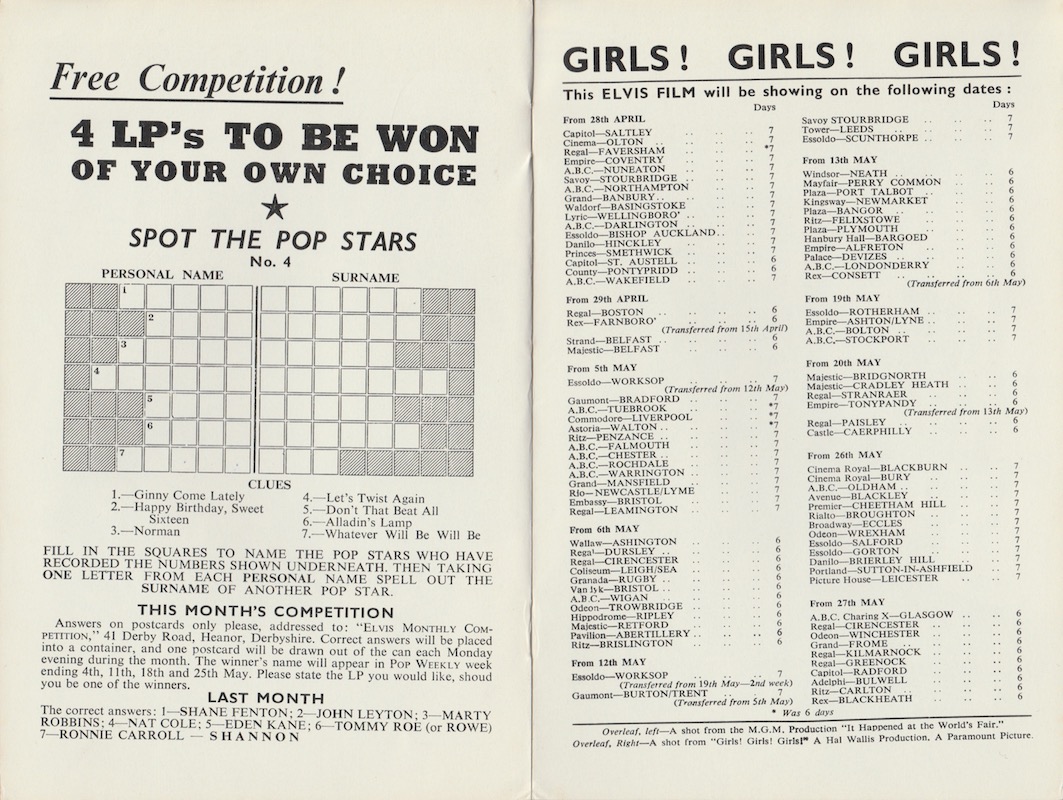 Free Competition !
4 LP's TO BE WON
OF YOUR OWN CHOICE
SPOT THE POP STARS
No. 4
PERSONAL NAME SURNAME
1
2
3
4
5
6
7
CLUES
1.—Ginny Come Lately
2.—Happy Birthday, Sweet
Sixteen
3.—Norman
4.—Let's Twist Again
5.—Don't That Beat All
6.—Alladin's Lamp
7.—Whatever Will Be Will Be
FILL IN THE SQUARES TO NAME THE POP STARS WHO HAVE
RECORDED THE NUMBERS SHOWN UNDERNEATH. THEN TAKING
ONE LETTER FROM EACH PERSONAL NAME SPELL OUT THE
SURNAME OF ANOTHER POP STAR.
THIS MONTH'S COMPETITION
Answers on postcards only please, addressed to: "ELVIS MONTHLY COM-
PETITION," 41 Derby Road, Heanor, Derbyshire. Correct answers will be placed
into a container, and one postcard will be drawn out of the can each Monday
evening during the month. The winner's name will appear in POP WEEKLY week
ending 4th, 11th, 18th and 25th May. Please state the LP you would like, shoud
you be one of the winners.
LAST MONTH
The correct answers: 1—SHANE FENTON; 2—JOHN LEYTON; 3—MARTY
ROBBINS; 4—NAT COLE; 5—EDEN KANE; 6—TOMMY ROE (or ROWE)
7—RONNIE CARROLL — SHANNON
GIRLS ! GIRLS ! GIRLS !
This ELVIS FILM will be showing on the following dates :
Days
From 28th APRIL
Capitol—SALTLEY .. .. .. 7
Cinema—OLTON .. .. .. 7
Regal—FAVERSHAM .. .. .. *7
Empire—COVENTRY .. .. .. 7
A.B.C.—NUNEATON .. .. .. 7
Savoy—STOURBRIDGE .. .. .. 7
A.B.C.—NORTHAMPTON .. .. .. 7
Grand—BANBURY .. .. .. 7
Waldorf—BASINGSTOKE .. .. .. 7
Lyric—WELLINGBORO' .. .. .. 7
A.B.C.—DARLINGTON .. .. .. 7
Essoldo—BISHOP AUCKLAND .. .. .. 7
Danilo—HINCKLEY .. .. .. 7
Princes—SMETHWICK .. .. .. 7
Capitol—ST. AUSTELL .. .. .. 6
County—PONTYPRIDD .. .. .. 6
A.B.C.—WAKEFIELD .. .. .. 7
From 29th APRIL
Regal—BOSTON .. .. .. 6
Rex—FARNBORO' .. .. .. 6
(Transferred from 15th April)
Strand—BELFAST .. .. .. 6
Majestic—BELFAST .. .. .. 6
From 5th MAY
Essoldo—WORKSOP .. .. .. 7
(Transferred from 12th May)
Gaumont—BRADFORD .. .. .. 7
A.B.C.—TUEBROOK .. .. .. *7
Commodore—LIVERPOOL .. .. .. *7
Astoria—WALTON .. .. .. *7
Ritz—PENZANCE .. .. .. 7
A.B.C.—FALMOUTH .. .. .. 7
A.B.C.—CHESTER .. .. .. 7
A.B.C.—ROCHDALE .. .. .. 7
A.B.C.—WARRINGTON .. .. .. 7
Grand—MANSFIELD .. .. .. 7
Rio—NEWCASTLE/LYME .. .. .. 7
Embassy—BRISTOL .. .. .. 7
Regal—LEAMINGTON .. .. .. 7
From 6th MAY
Wallaw—ASHINGTON .. .. .. 6
Regal—DURSLEY .. .. .. 6
Regal—CIRENCESTER .. .. .. 6
Coliseum—LEIGH/SEA .. .. .. 6
Granada—RUGBY .. .. .. 6
Van Dyk—BRISTOL .. .. .. 6
A.B.C.—WIGAN .. .. .. 6
Odeon—TROWBRIDGE .. .. .. 6
Hippodrome—RIPLEY .. .. .. 6
Majestic—RETFORD .. .. .. 6
Pavilion—ABERTILLERY .. .. .. 6
Ritz—BRISLINGTON .. .. .. 6
From 12th MAY
Essoldo—WORKSOP .. .. .. 7
(Transferred from 19th May—2nd week)
Gaumont—BURTON/TRENT .. .. .. 7
(Transferred from 5th May)
Days
Savoy STOURBRIDGE .. .. .. 7
Tower—LEEDS .. .. .. 7
Essoldo—SCUNTHORPE .. .. .. 7
From 13th MAY
Windsor—NEATH .. .. .. 6
Mayfair—PERRY COMMON .. .. 6
Plaza—PORT TALBOT .. .. 6
Kingsway—NEWMARKET .. .. 6
Plaza—BANGOR .. .. .. 6
Ritz—FELIXSTOWE .. .. .. 6
Plaza—PLYMOUTH .. .. .. 6
Hanbury Hall—BARGOED .. .. 6
Empire—ALFRETON .. .. .. 6
Palace—DEVIZES .. .. .. 6
A.B.C.—LONDONDERRY .. .. 6
Rex—CONSETT .. .. .. 6
(Transferred from 6th May)
From 19th MAY
Essoldo—ROTHERHAM .. .. .. 7
Empire—ASHTON/LYNE .. .. .. 7
A.B.C.—BOLTON .. .. .. 7
A.B.C.—STOCKPORT .. .. .. 7
From 20th MAY
Majestic—BRIDGNORTH .. .. 6
Majestic—CRADLEY HEATH .. .. 6
Regal—STRANRAER .. .. 6
Empire—TONYPANDY .. .. 6
(Transferred from 13th May)
Regal—PAISLEY .. .. .. 6
Castle—CAERPHILLY .. .. .. 6
From 26th MAY
Cinema Royal—BLACKBURN .. .. 7
Cinema Royal—BURY .. .. 7
A.B.C.—OLDHAM .. .. .. 7
Avenue—BLACKLEY .. .. .. 7
Premier—CHEETHAM HILL .. .. 7
Rialto—BROUGHTON .. .. 7
Broadway—ECCLES .. .. 7
Odeon—WREXHAM .. .. 7
Essoldo—SALFORD .. .. 7
Essoldo—GORTON .. .. 7
Danilo—BRIERLEY HILL .. .. 7
Portland—SUTTON-IN-ASHFIELD .. .. 7
Picture House—LEICESTER .. .. 7
From 27th MAY
A.B.C. Charing X—GLASGOW .. .. 6
Regal—CIRENCESTER .. .. 6
Odeon—WINCHESTER .. .. 6
Grand—FROME .. .. .. 6
Regal—KILMARNOCK .. .. 6
Regal—GREENOCK .. .. 6
Capitol—RADFORD .. .. 6
Adelphi—BULWELL .. .. 6
Ritz—CARLTON .. .. 6
Rex—BLACKHEATH .. .. 6
* Was 6 days
Overleaf, left—A shot from the M.G.M. Production "It Happened at the World's Fair."
Overleaf, Right—A shot from "Girls! Girls! Girls!" A Hal Wallis Production, A Paramount Picture.